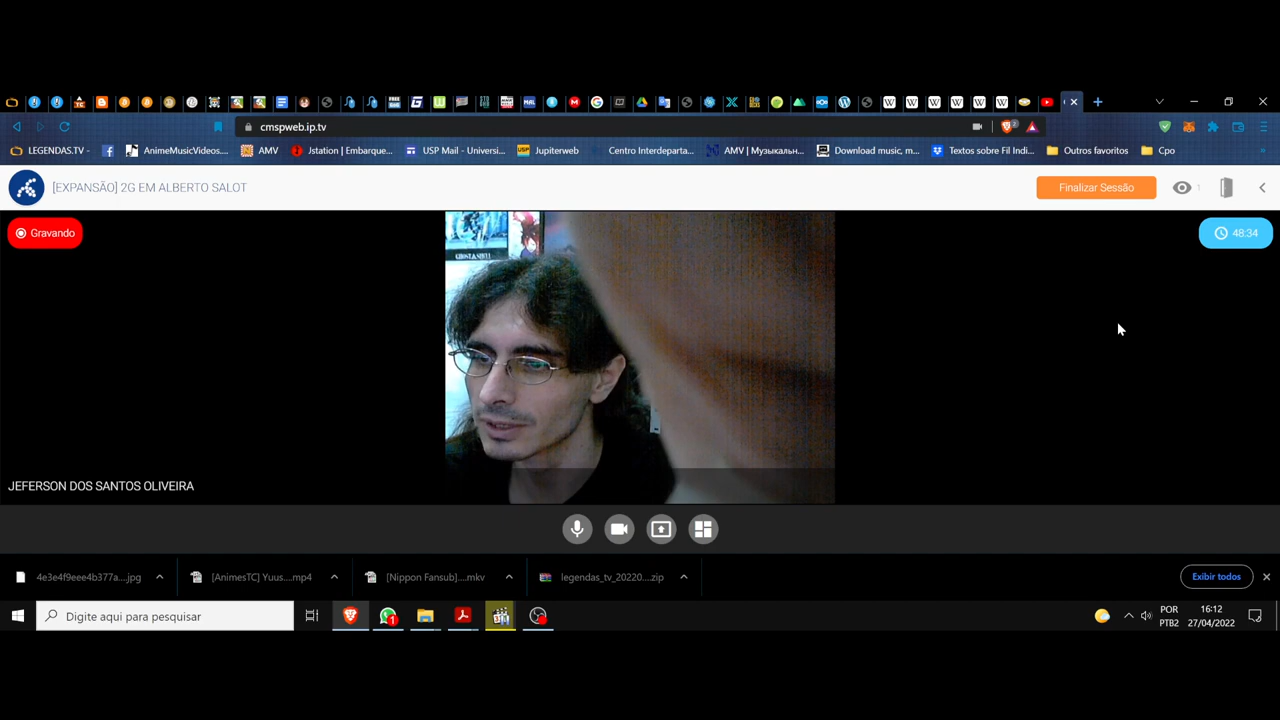 cmspweb.ip.tv
2
LEGENDAS.TV -
AnimeMusicVideos....
AMV
Jstation | Embarque...
USP Mail - Universi...
Jupiterweb
Centro Interdeparta...
AMV | Музыкальн...
Download music, m...
Textos sobre Fil Indi...
Outros favoritos
Cpo
[EXPANSÃO] 2G EM ALBERTO SALOT
Finalizar Sessão
1
Gravando
48:34
JEFERSON DOS SANTOS OLIVEIRA
4e3e4f9eee4b377a....jpg
[AnimesTC] Yuus....mp4
[Nippon Fansub]....mkv
legendas_tv_20220....zip
Exibir todos
Digite aqui para pesquisar
1
POR
PTB2
16:12
27/04/2022